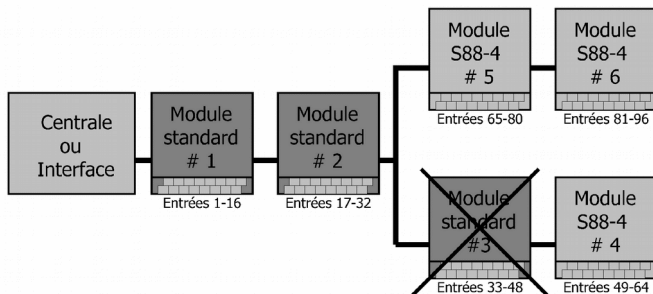 Centrale
ou
Interface
Module
standard
# 1
Entrées 1-16
Module
standard
# 2
Entrées 17-32
Module
S88-4
# 5
Entrées 65-80
Module
S88-4
# 6
Entrées 81-96
Module
standard
#3
Entrées 33-48
Module
S88-4
# 4
Entrées 49-64